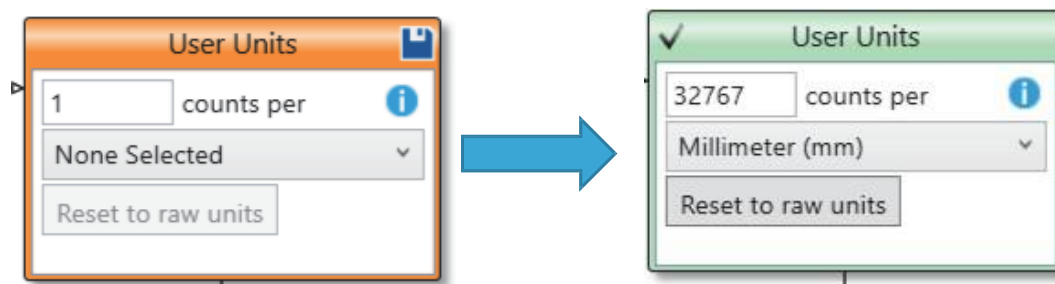 User Units
1 counts per
None Selected
Reset to raw units
User Units
32767 counts per
Millimeter (mm)
Reset to raw units